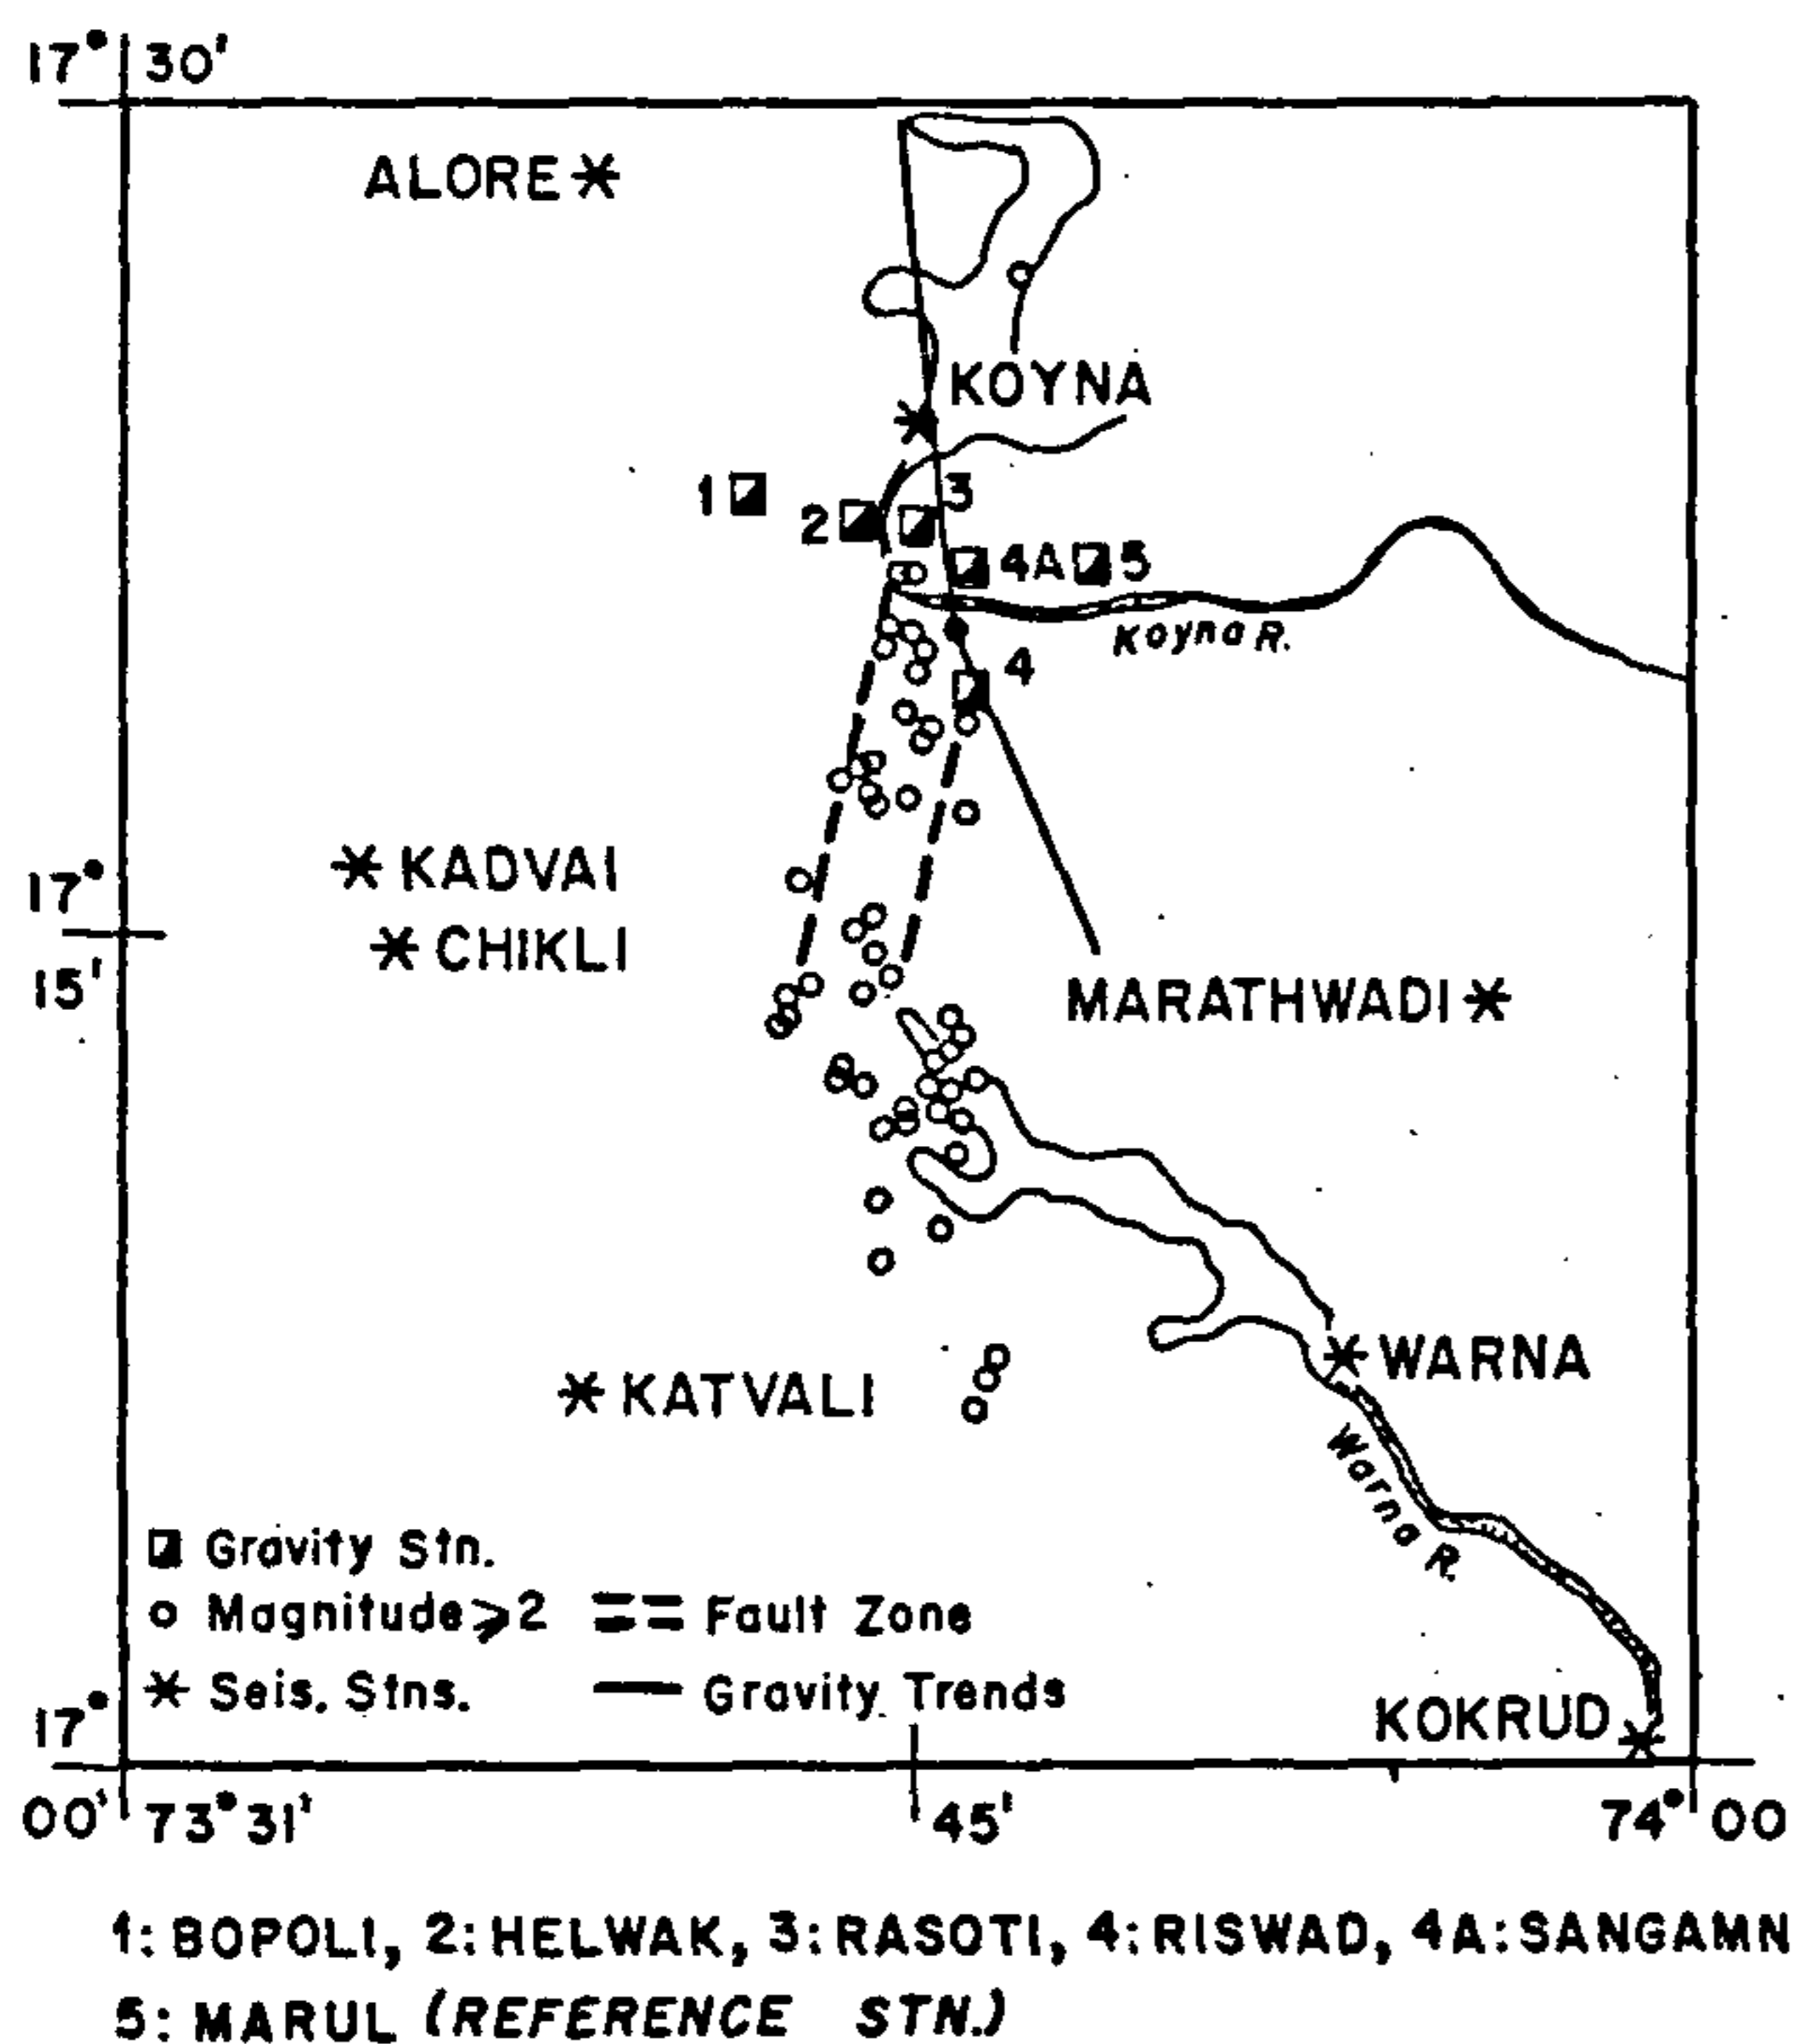 17° 30'
ALORE
KOYNA
1
2
3
4A
5
Koyna R.
4
KADVAI
17°
15'
CHIKLI
MARATHWADI
WARNA
KATVALI
Warna R.
Gravity Stn.
Magnitude ⩾ 2
Fault Zone
Seis. Stns.
Gravity Trends
KOKRUD
17°
00'
73° 31'
45'
74° 00
1: BOPOLI, 2: HELWAK, 3: RASOTI, 4: RISWAD, 4A: SANGAMN
5: MARUL (REFERENCE STN.)